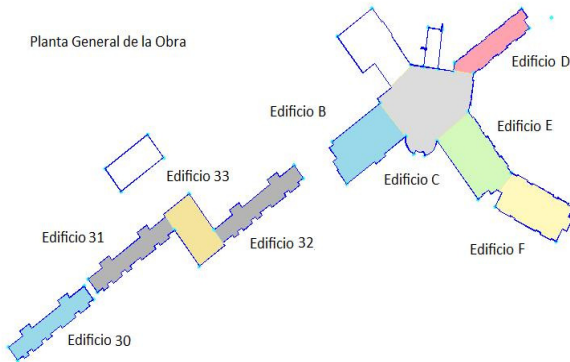 Planta General de la Obra
Edificio D
Edificio B
Edificio E
Edificio C
Edificio 33
Edificio 31
Edificio 32
Edificio F
Edificio 30